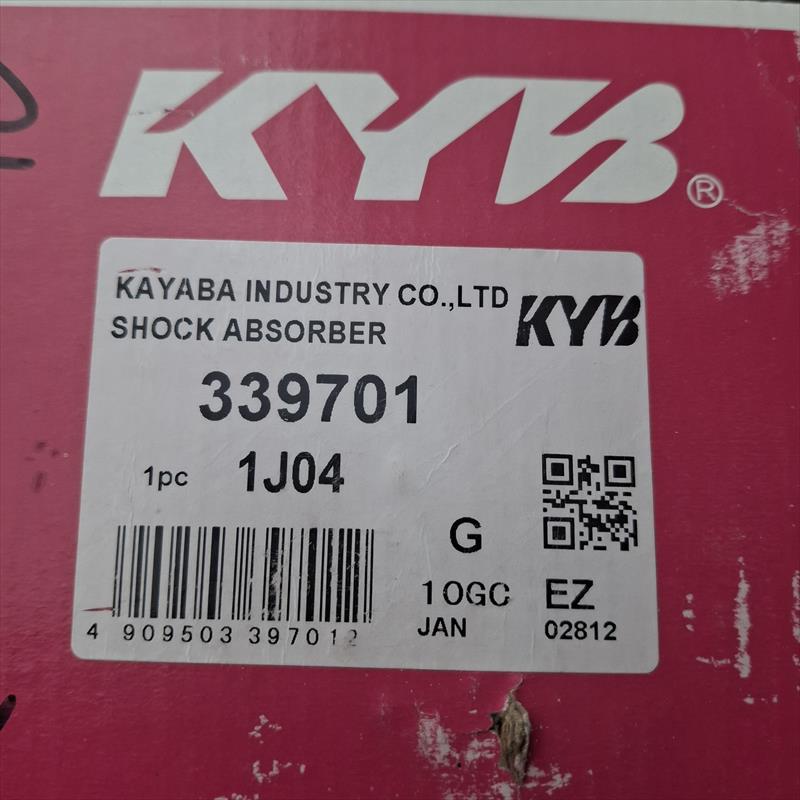 KYB®
KAYABA INDUSTRY CO.,LTD
KYB
SHOCK ABSORBER
339701
1pc 1J04
G
10GC EZ
JAN 02812
4 909503 397012